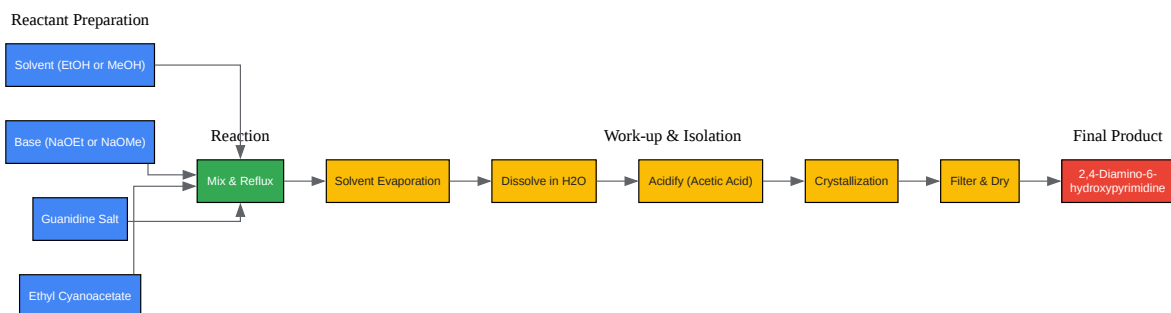 Reactant Preparation
Solvent (EtOH or MeOH)
Base (NaOEt or NaOMe)
Guanidine Salt
Ethyl Cyanoacetate
Reaction
Mix & Reflux
Work-up & Isolation
Solvent Evaporation
Dissolve in H2O
Acidify (Acetic Acid)
Crystallization
Filter & Dry
Final Product
2,4-Diamino-6-
hydroxypyrimidine